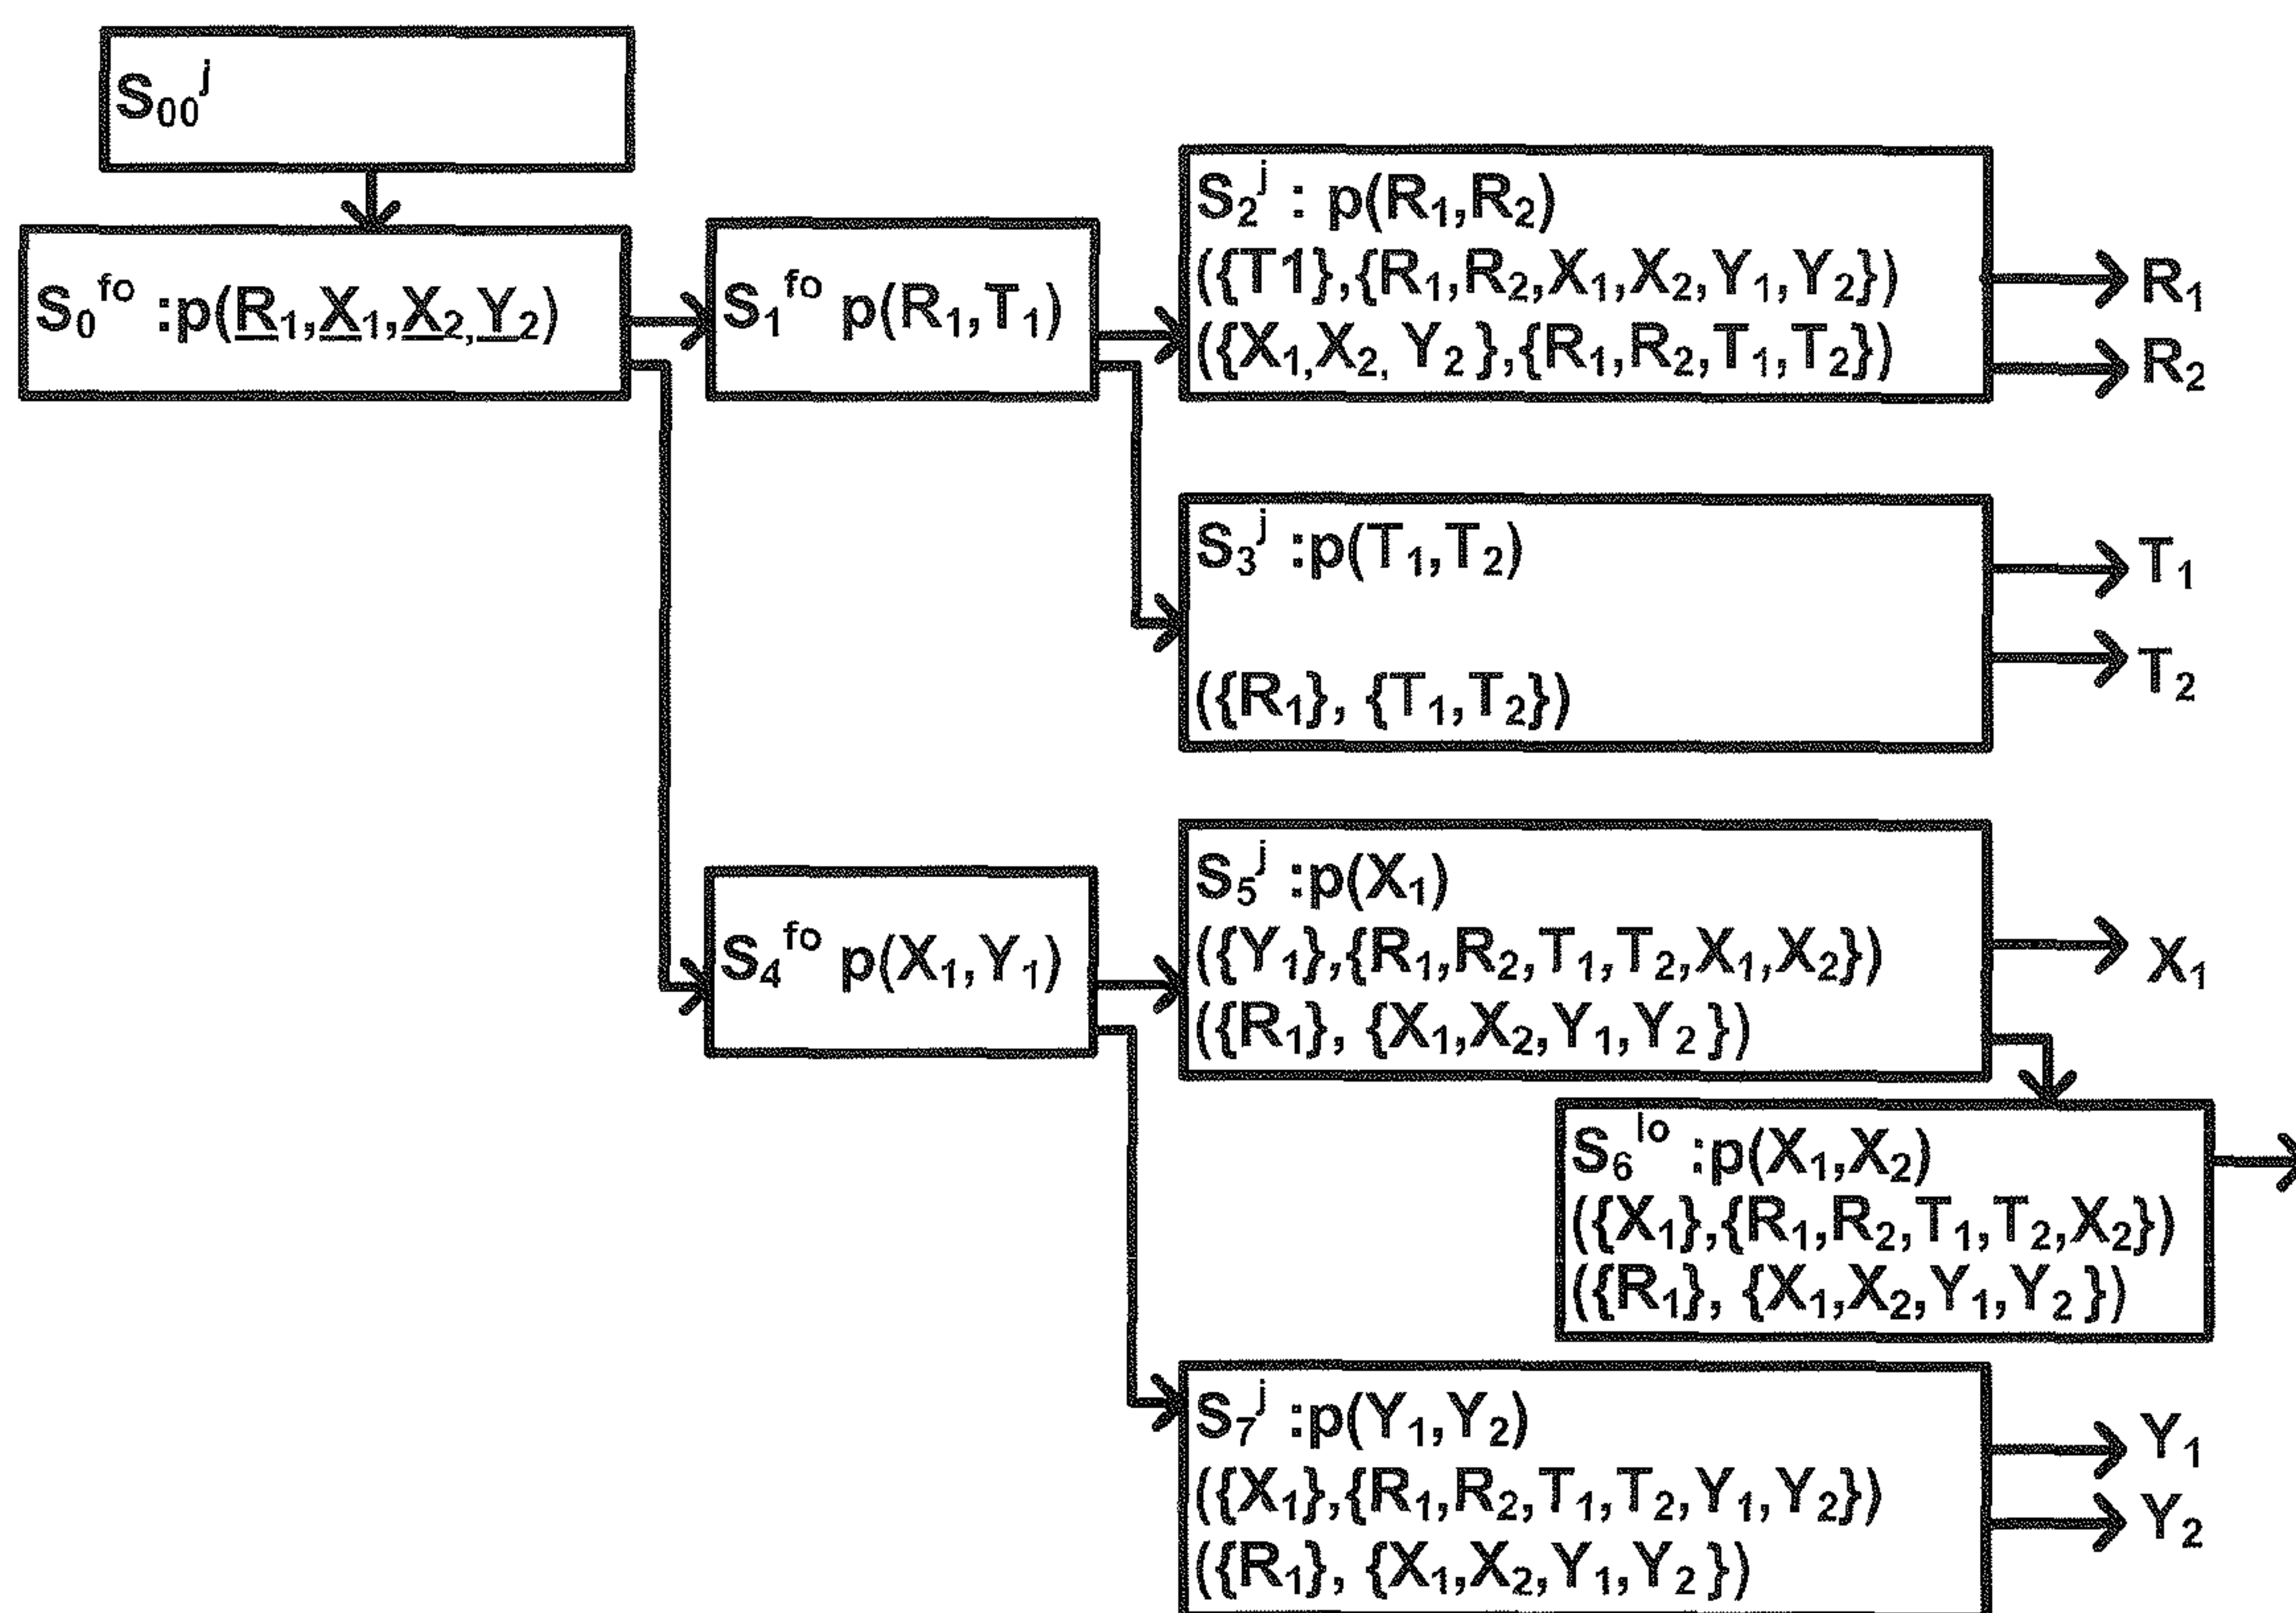 S₀₀ʲ
S₀ᶠᵒ :p(R₁,X₁,X₂,Y₂)
S₁ᶠᵒ p(R₁,T₁)
S₂ʲ : p(R₁,R₂)
({T1},{R₁,R₂,X₁,X₂,Y₁,Y₂})
({X₁,X₂, Y₂ },{R₁,R₂,T₁,T₂})
R₁
R₂
S₃ʲ :p(T₁,T₂)
({R₁}, {T₁,T₂})
T₁
T₂
S₄ᶠᵒ p(X₁,Y₁)
S₅ʲ :p(X₁)
({Y₁},{R₁,R₂,T₁,T₂,X₁,X₂})
({R₁}, {X₁,X₂,Y₁,Y₂ })
X₁
S₆ˡᵒ :p(X₁,X₂)
({X₁},{R₁,R₂,T₁,T₂,X₂})
({R₁}, {X₁,X₂,Y₁,Y₂ })
S₇ʲ :p(Y₁,Y₂)
({X₁},{R₁,R₂,T₁,T₂,Y₁,Y₂})
({R₁}, {X₁,X₂,Y₁,Y₂ })
Y₁
Y₂